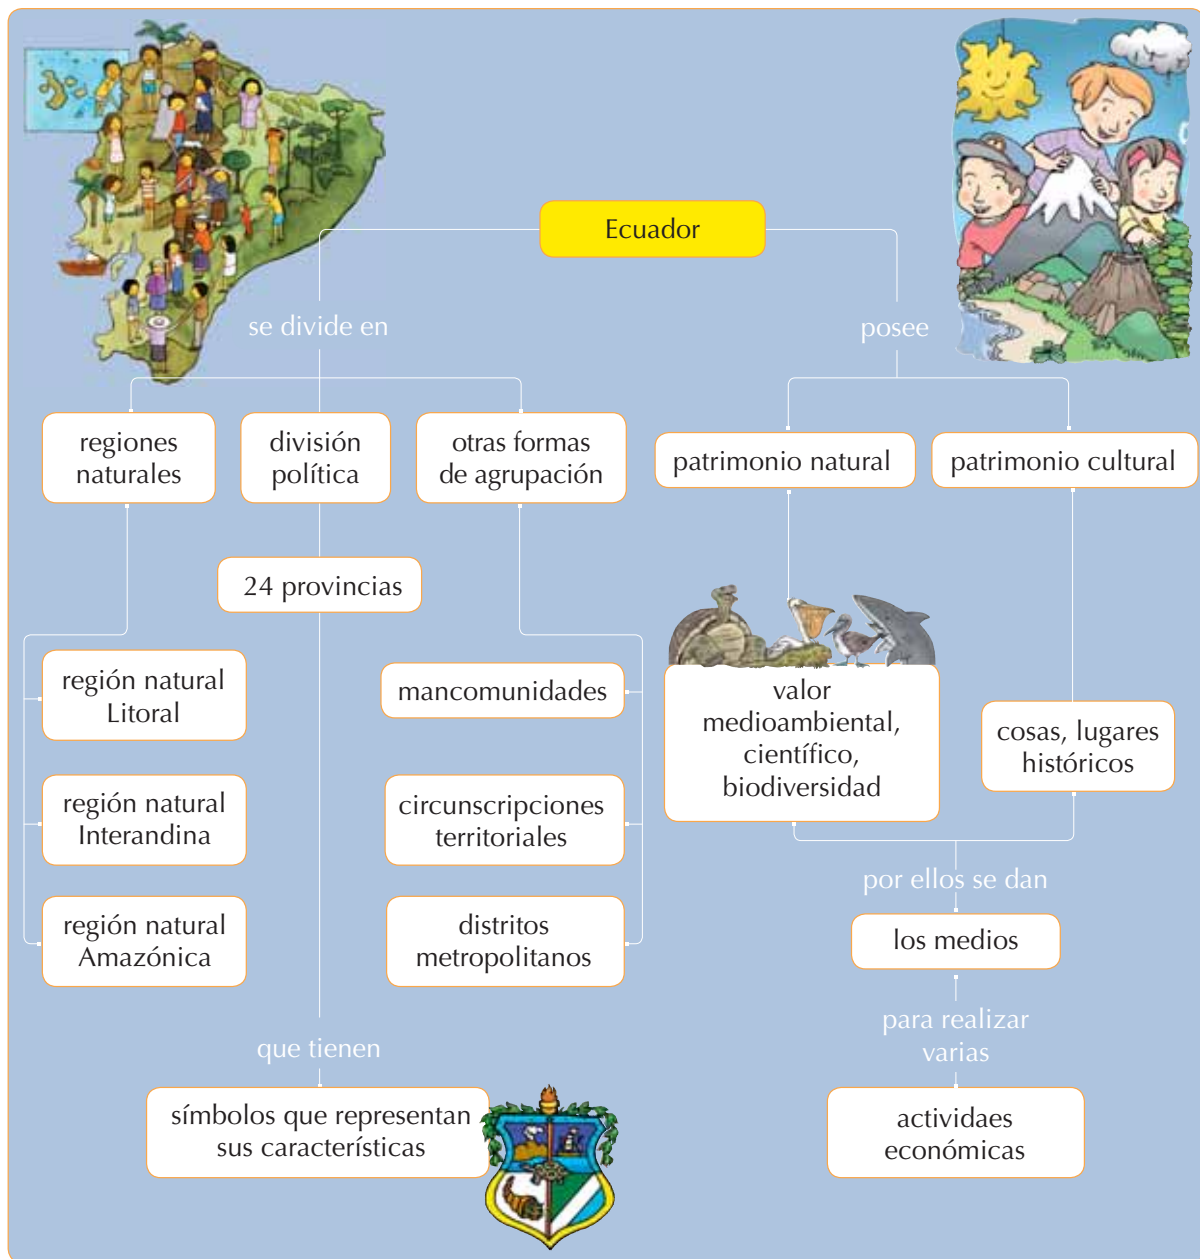 Ecuador
se divide en
posee
regiones
naturales
división
política
otras formas
de agrupación
patrimonio natural
patrimonio cultural
24 provincias
región natural
Litoral
mancomunidades
valor
medioambiental,
científico,
biodiversidad
cosas, lugares
históricos
región natural
Interandina
circunscripciones
territoriales
por ellos se dan
región natural
Amazónica
distritos
metropolitanos
los medios
para realizar
varias
que tienen
símbolos que representan
sus características
actividaes
económicas